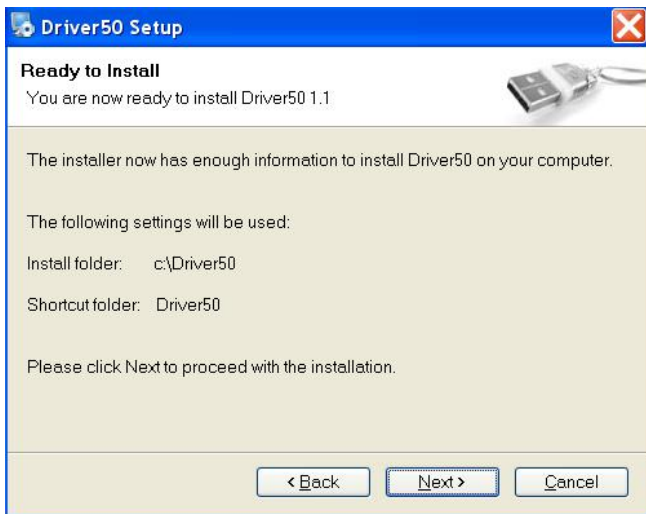 Driver50 Setup
Ready to Install
You are now ready to install Driver50 1.1
The installer now has enough information to install Driver50 on your computer.
The following settings will be used:
Install folder: c:\Driver50
Shortcut folder: Driver50
Please click Next to proceed with the installation.
< Back Next > Cancel